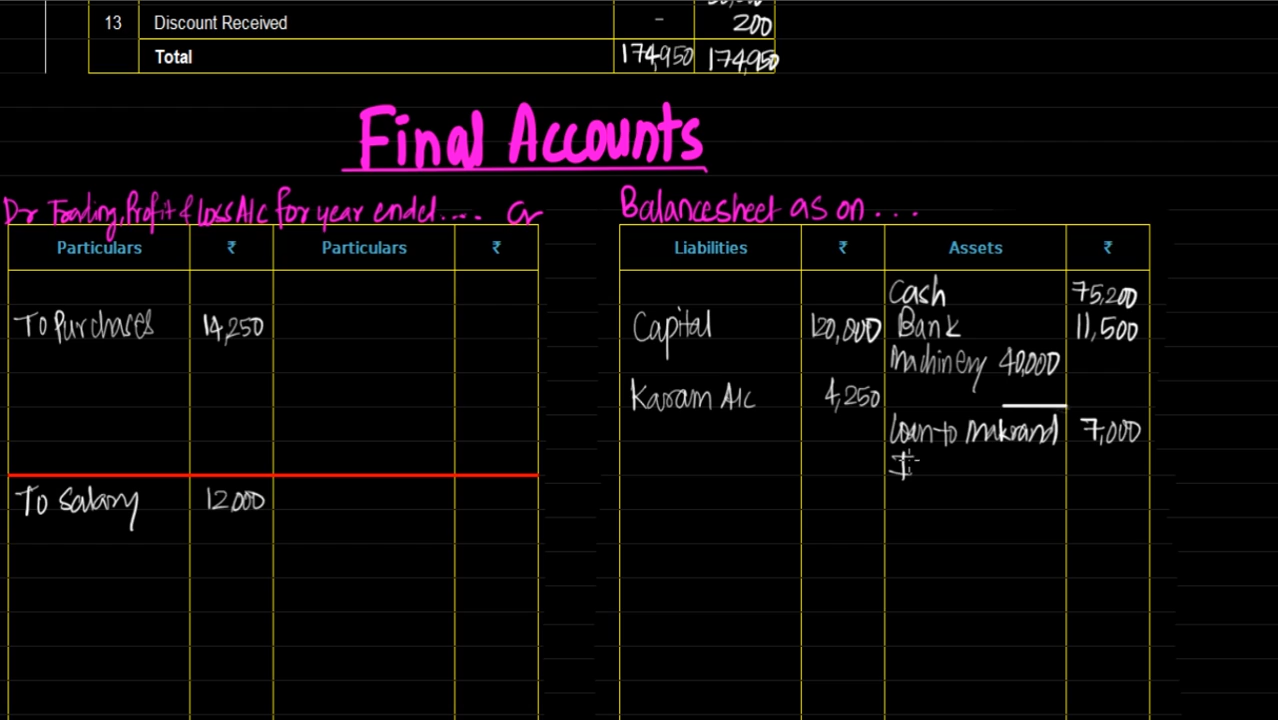 13 Discount Received - 200
Total 174,950 174,950
Final Accounts
Dr Trading, Profit & Loss A/c for year ended.... Cr
Balancesheet as on...
Particulars ₹ Particulars ₹
Liabilities ₹ Assets ₹
Cash 75,200
To Purchases 14,250
Capital 120,000 Bank 11,500
Machinery 40,000
Karam A/c 4,250
Loan to Makrand 7,000
To Salary 12,000